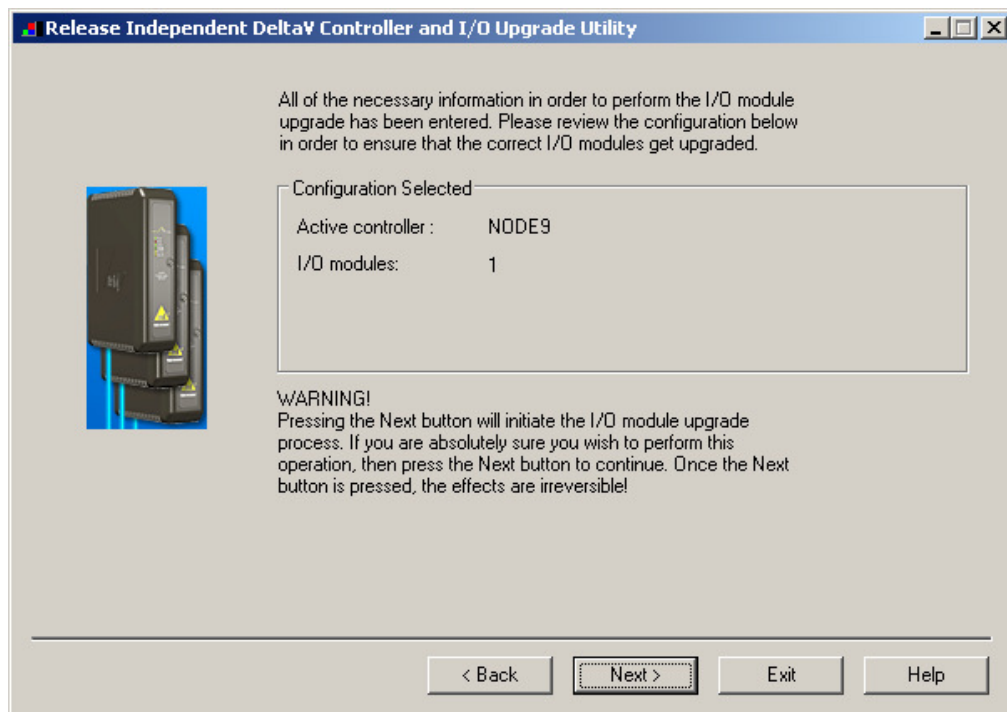 Release Independent DeltaV Controller and I/O Upgrade Utility
All of the necessary information in order to perform the I/O module
upgrade has been entered. Please review the configuration below
in order to ensure that the correct I/O modules get upgraded.
Configuration Selected
Active controller : NODE9
I/O modules: 1
WARNING!
Pressing the Next button will initiate the I/O module upgrade
process. If you are absolutely sure you wish to perform this
operation, then press the Next button to continue. Once the Next
button is pressed, the effects are irreversible!
< Back Next > Exit Help